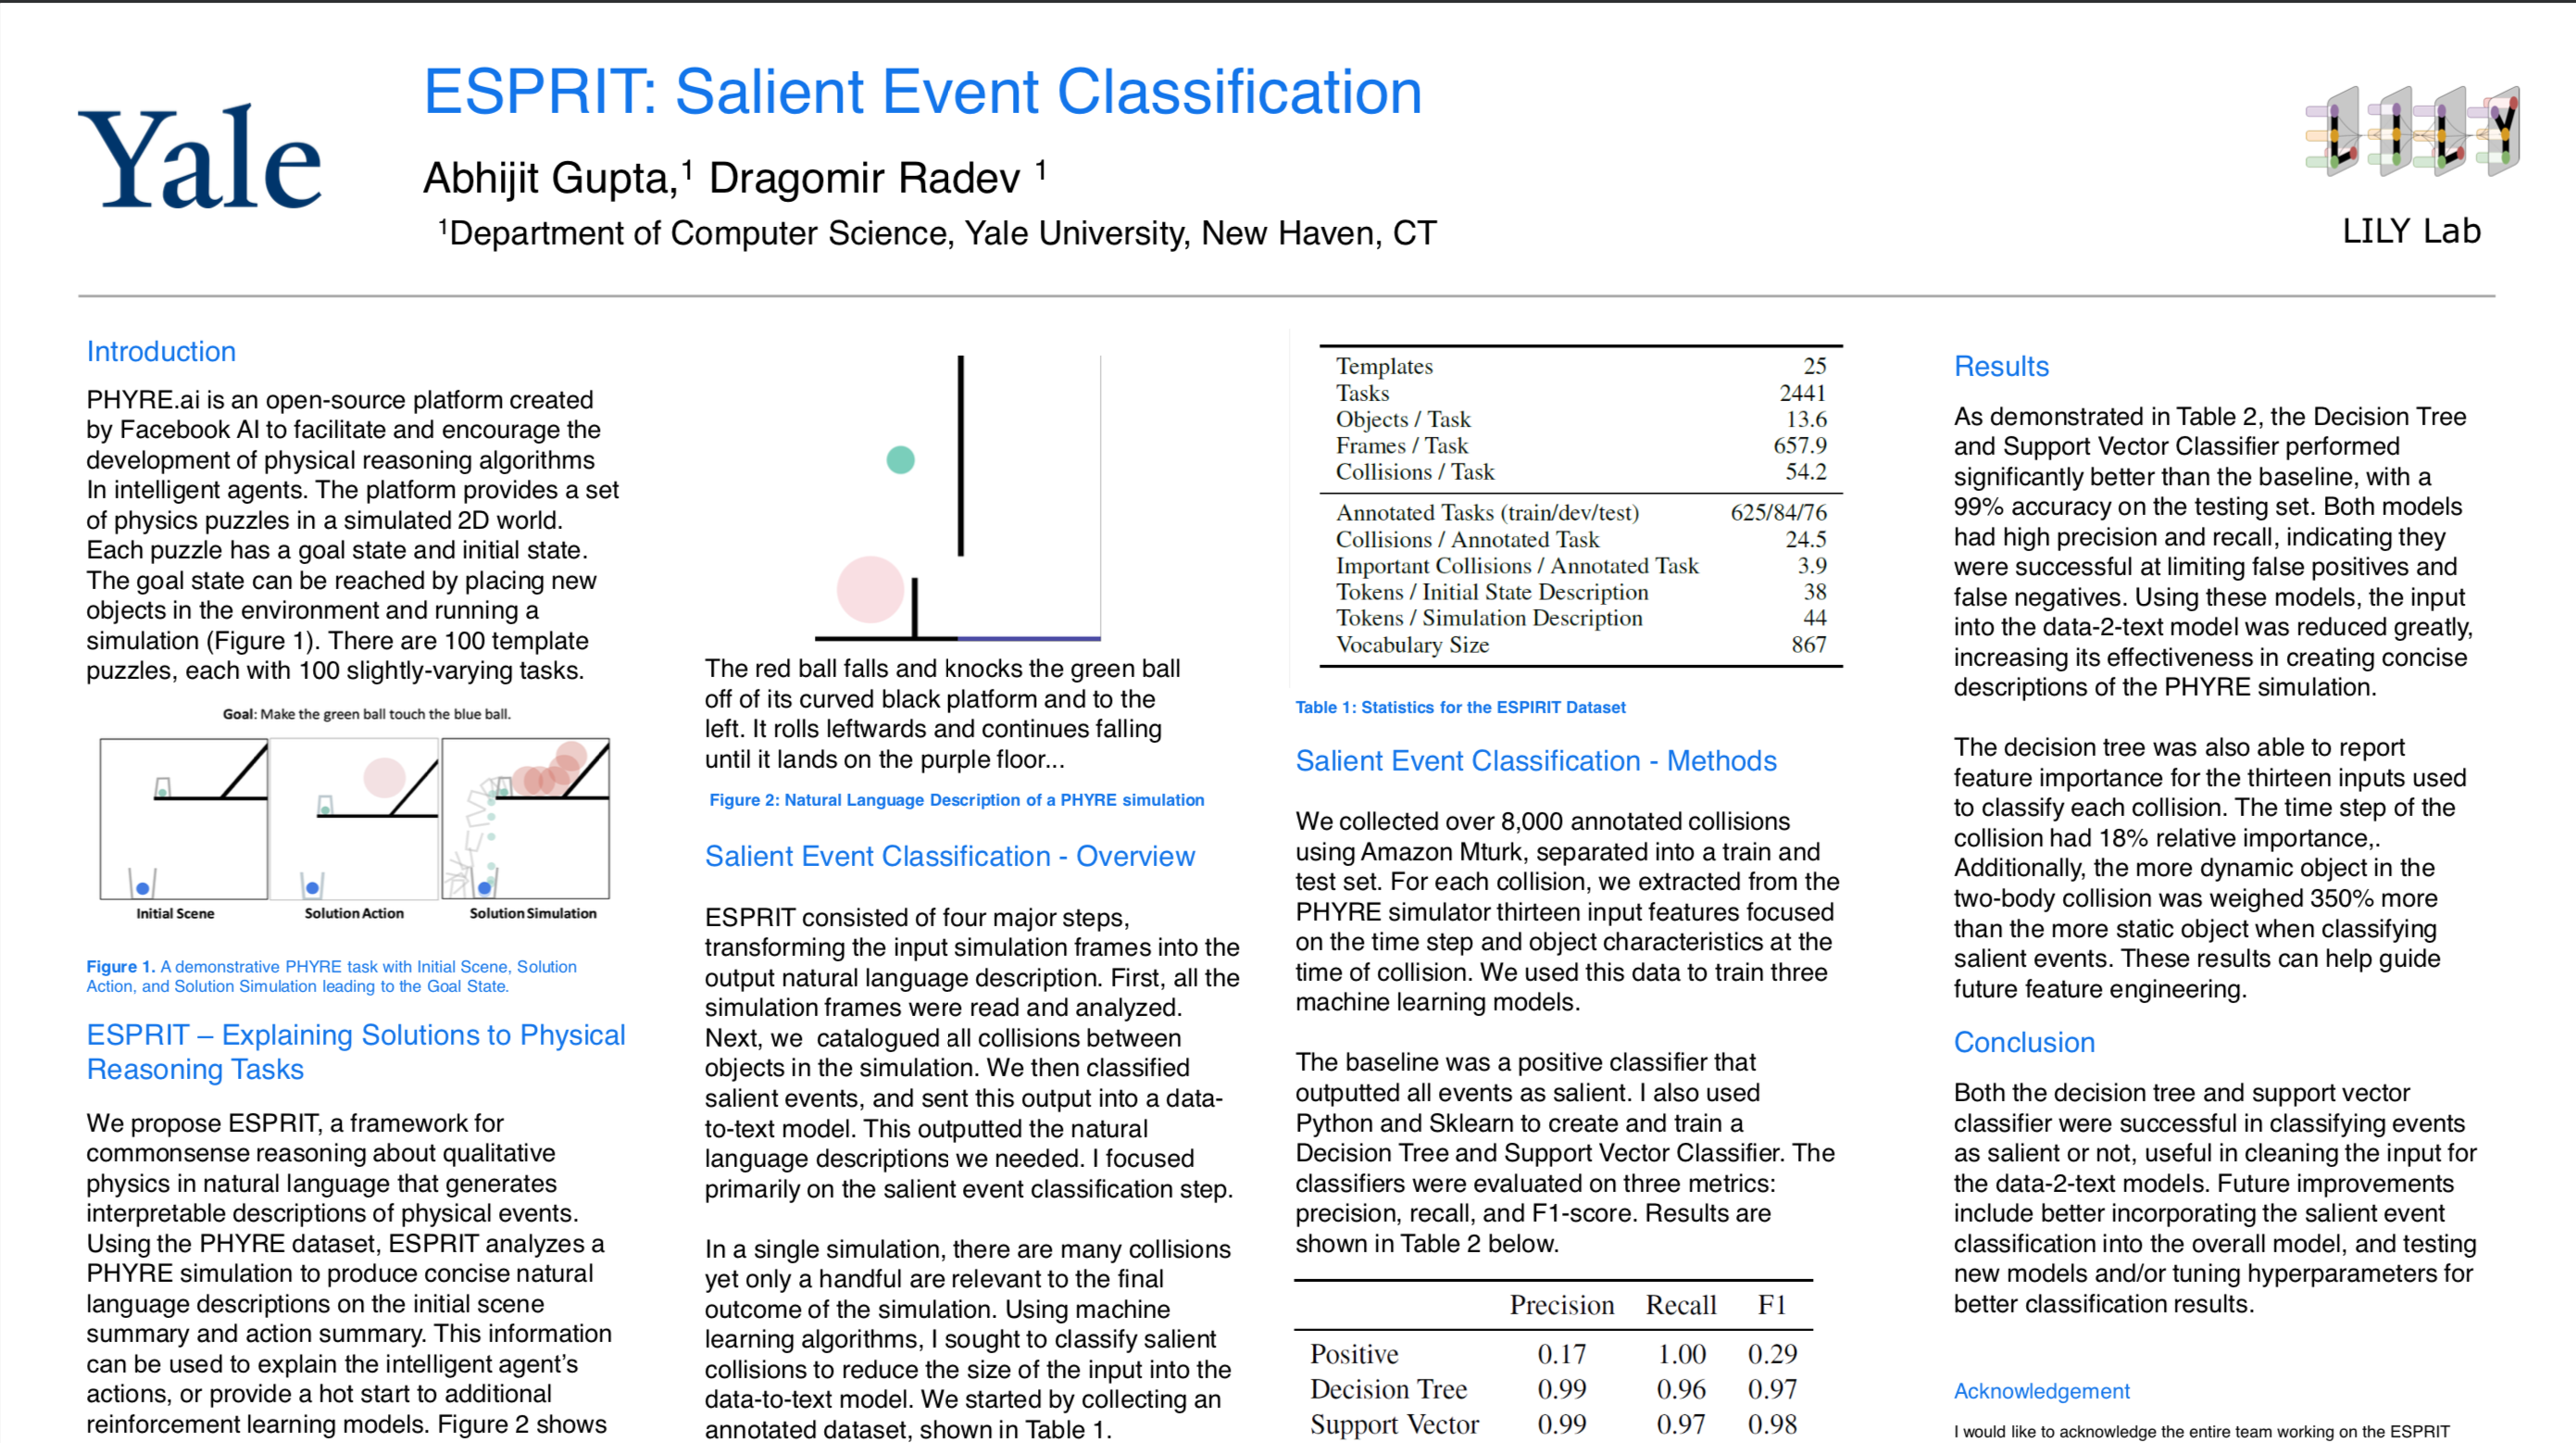 Yale
ESPRIT: Salient Event Classification
Abhijit Gupta,1 Dragomir Radev 1
1Department of Computer Science, Yale University, New Haven, CT
LILY
LILY Lab
Introduction
PHYRE.ai is an open-source platform created
by Facebook AI to facilitate and encourage the
development of physical reasoning algorithms
In intelligent agents. The platform provides a set
of physics puzzles in a simulated 2D world.
Each puzzle has a goal state and initial state.
The goal state can be reached by placing new
objects in the environment and running a
simulation (Figure 1). There are 100 template
puzzles, each with 100 slightly-varying tasks.
Goal: Make the green ball touch the blue ball.
Initial Scene Solution Action Solution Simulation
Figure 1. A demonstrative PHYRE task with Initial Scene, Solution
Action, and Solution Simulation leading to the Goal State.
ESPRIT – Explaining Solutions to Physical
Reasoning Tasks
We propose ESPRIT, a framework for
commonsense reasoning about qualitative
physics in natural language that generates
interpretable descriptions of physical events.
Using the PHYRE dataset, ESPRIT analyzes a
PHYRE simulation to produce concise natural
language descriptions on the initial scene
summary and action summary. This information
can be used to explain the intelligent agent's
actions, or provide a hot start to additional
reinforcement learning models. Figure 2 shows
The red ball falls and knocks the green ball
off of its curved black platform and to the
left. It rolls leftwards and continues falling
until it lands on the purple floor...
Figure 2: Natural Language Description of a PHYRE simulation
Salient Event Classification - Overview
ESPRIT consisted of four major steps,
transforming the input simulation frames into the
output natural language description. First, all the
simulation frames were read and analyzed.
Next, we catalogued all collisions between
objects in the simulation. We then classified
salient events, and sent this output into a data-
to-text model. This outputted the natural
language descriptions we needed. I focused
primarily on the salient event classification step.
In a single simulation, there are many collisions
yet only a handful are relevant to the final
outcome of the simulation. Using machine
learning algorithms, I sought to classify salient
collisions to reduce the size of the input into the
data-to-text model. We started by collecting an
annotated dataset, shown in Table 1.
Templates 25
Tasks 2441
Objects / Task 13.6
Frames / Task 657.9
Collisions / Task 54.2
Annotated Tasks (train/dev/test) 625/84/76
Collisions / Annotated Task 24.5
Important Collisions / Annotated Task 3.9
Tokens / Initial State Description 38
Tokens / Simulation Description 44
Vocabulary Size 867
Table 1: Statistics for the ESPIRIT Dataset
Salient Event Classification - Methods
We collected over 8,000 annotated collisions
using Amazon Mturk, separated into a train and
test set. For each collision, we extracted from the
PHYRE simulator thirteen input features focused
on the time step and object characteristics at the
time of collision. We used this data to train three
machine learning models.
The baseline was a positive classifier that
outputted all events as salient. I also used
Python and Sklearn to create and train a
Decision Tree and Support Vector Classifier. The
classifiers were evaluated on three metrics:
precision, recall, and F1-score. Results are
shown in Table 2 below.
Precision Recall F1
Positive 0.17 1.00 0.29
Decision Tree 0.99 0.96 0.97
Support Vector 0.99 0.97 0.98
Results
As demonstrated in Table 2, the Decision Tree
and Support Vector Classifier performed
significantly better than the baseline, with a
99% accuracy on the testing set. Both models
had high precision and recall, indicating they
were successful at limiting false positives and
false negatives. Using these models, the input
into the data-2-text model was reduced greatly,
increasing its effectiveness in creating concise
descriptions of the PHYRE simulation.
The decision tree was also able to report
feature importance for the thirteen inputs used
to classify each collision. The time step of the
collision had 18% relative importance,.
Additionally, the more dynamic object in the
two-body collision was weighed 350% more
than the more static object when classifying
salient events. These results can help guide
future feature engineering.
Conclusion
Both the decision tree and support vector
classifier were successful in classifying events
as salient or not, useful in cleaning the input for
the data-2-text models. Future improvements
include better incorporating the salient event
classification into the overall model, and testing
new models and/or tuning hyperparameters for
better classification results.
Acknowledgement
I would like to acknowledge the entire team working on the ESPRIT